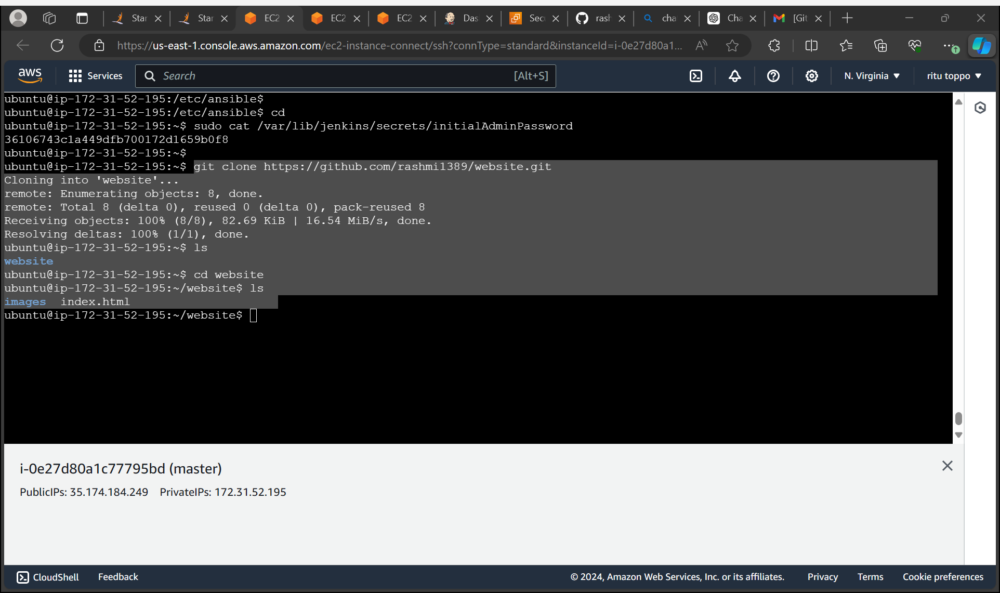 Star
Star
EC2
EC2
EC2
Das
Sec
rash
cha
Cha
[Git
https://us-east-1.console.aws.amazon.com/ec2-instance-connect/ssh?connType=standard&instanceId=i-0e27d80a1...
aws
Services
Search
[Alt+S]
N. Virginia
ritu toppo
ubuntu@ip-172-31-52-195:/etc/ansible$
ubuntu@ip-172-31-52-195:/etc/ansible$ cd
ubuntu@ip-172-31-52-195:~$ sudo cat /var/lib/jenkins/secrets/initialAdminPassword
36106743c1a449dfb700172d1659b0f8
ubuntu@ip-172-31-52-195:~$
ubuntu@ip-172-31-52-195:~$ git clone https://github.com/rashmi1389/website.git
Cloning into 'website'...
remote: Enumerating objects: 8, done.
remote: Total 8 (delta 0), reused 0 (delta 0), pack-reused 8
Receiving objects: 100% (8/8), 82.69 KiB | 16.54 MiB/s, done.
Resolving deltas: 100% (1/1), done.
ubuntu@ip-172-31-52-195:~$ ls
website
ubuntu@ip-172-31-52-195:~$ cd website
ubuntu@ip-172-31-52-195:~/website$ ls
images index.html
ubuntu@ip-172-31-52-195:~/website$
i-0e27d80a1c77795bd (master)
PublicIPs: 35.174.184.249 PrivateIPs: 172.31.52.195
CloudShell
Feedback
© 2024, Amazon Web Services, Inc. or its affiliates.
Privacy
Terms
Cookie preferences